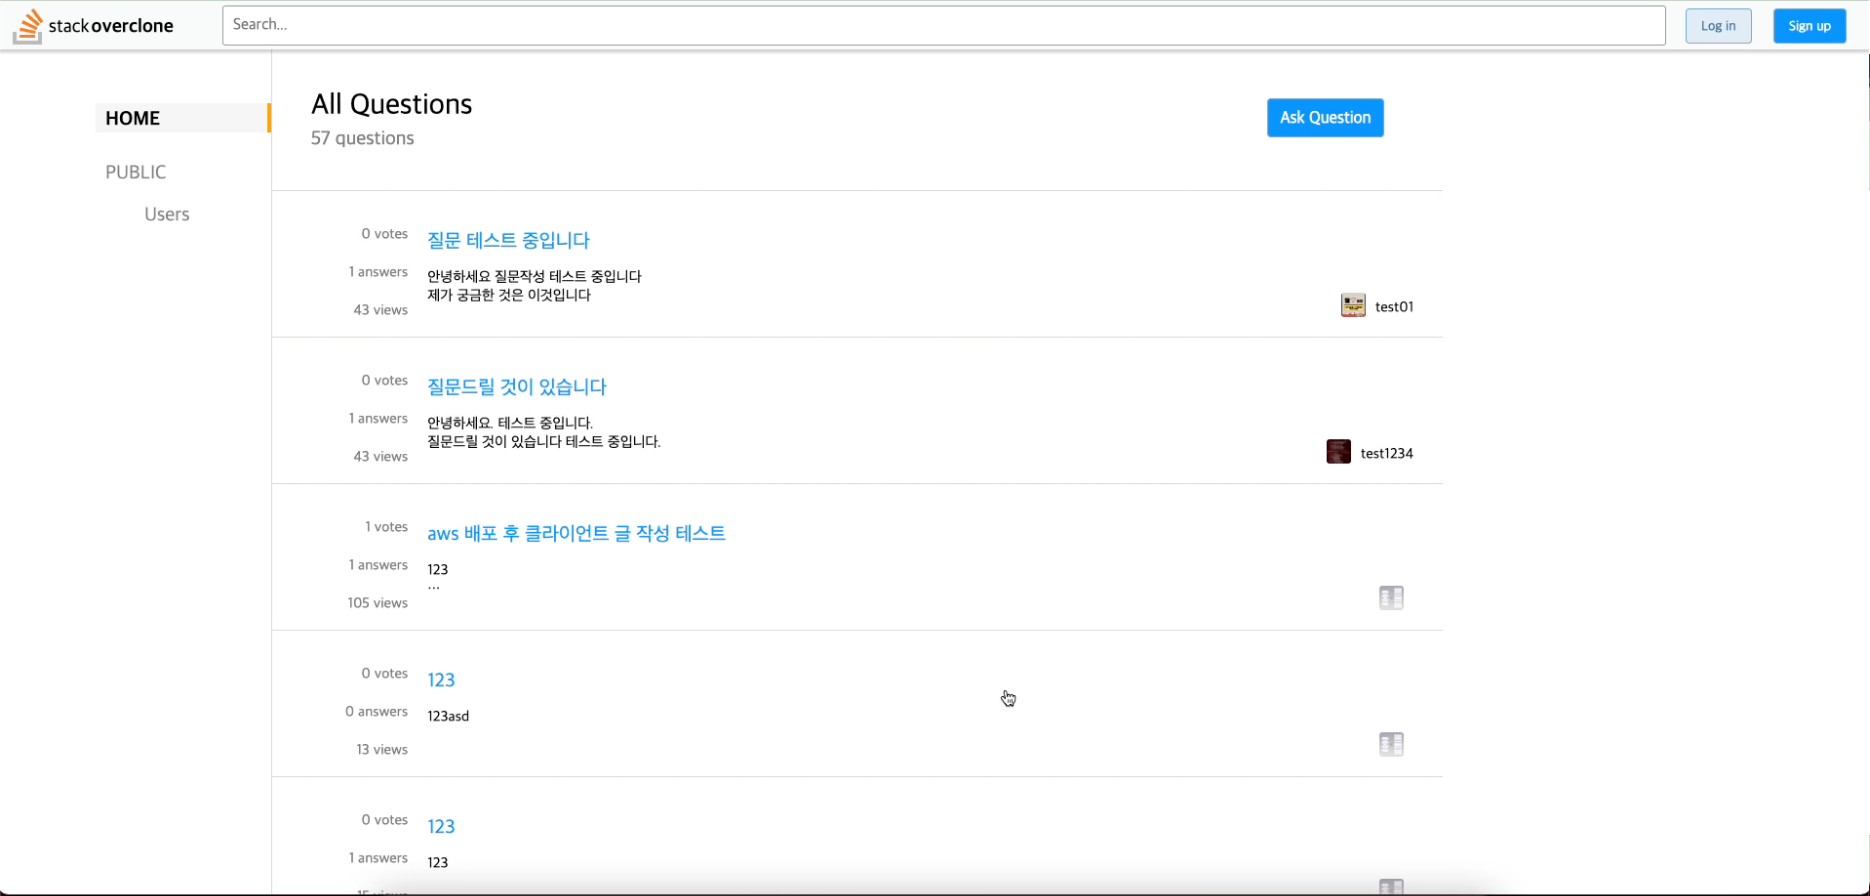 stack overclone
Search...
Log in
Sign up
HOME
PUBLIC
Users
All Questions
57 questions
Ask Question
0 votes
1 answers
43 views
질문 테스트 중입니다
안녕하세요 질문작성 테스트 중입니다
제가 궁금한 것은 이것입니다
test01
0 votes
1 answers
43 views
질문드릴 것이 있습니다
안녕하세요. 테스트 중입니다.
질문드릴 것이 있습니다 테스트 중입니다.
test1234
1 votes
1 answers
105 views
aws 배포 후 클라이언트 글 작성 테스트
123
...
0 votes
0 answers
13 views
123
123asd
0 votes
1 answers
123
123